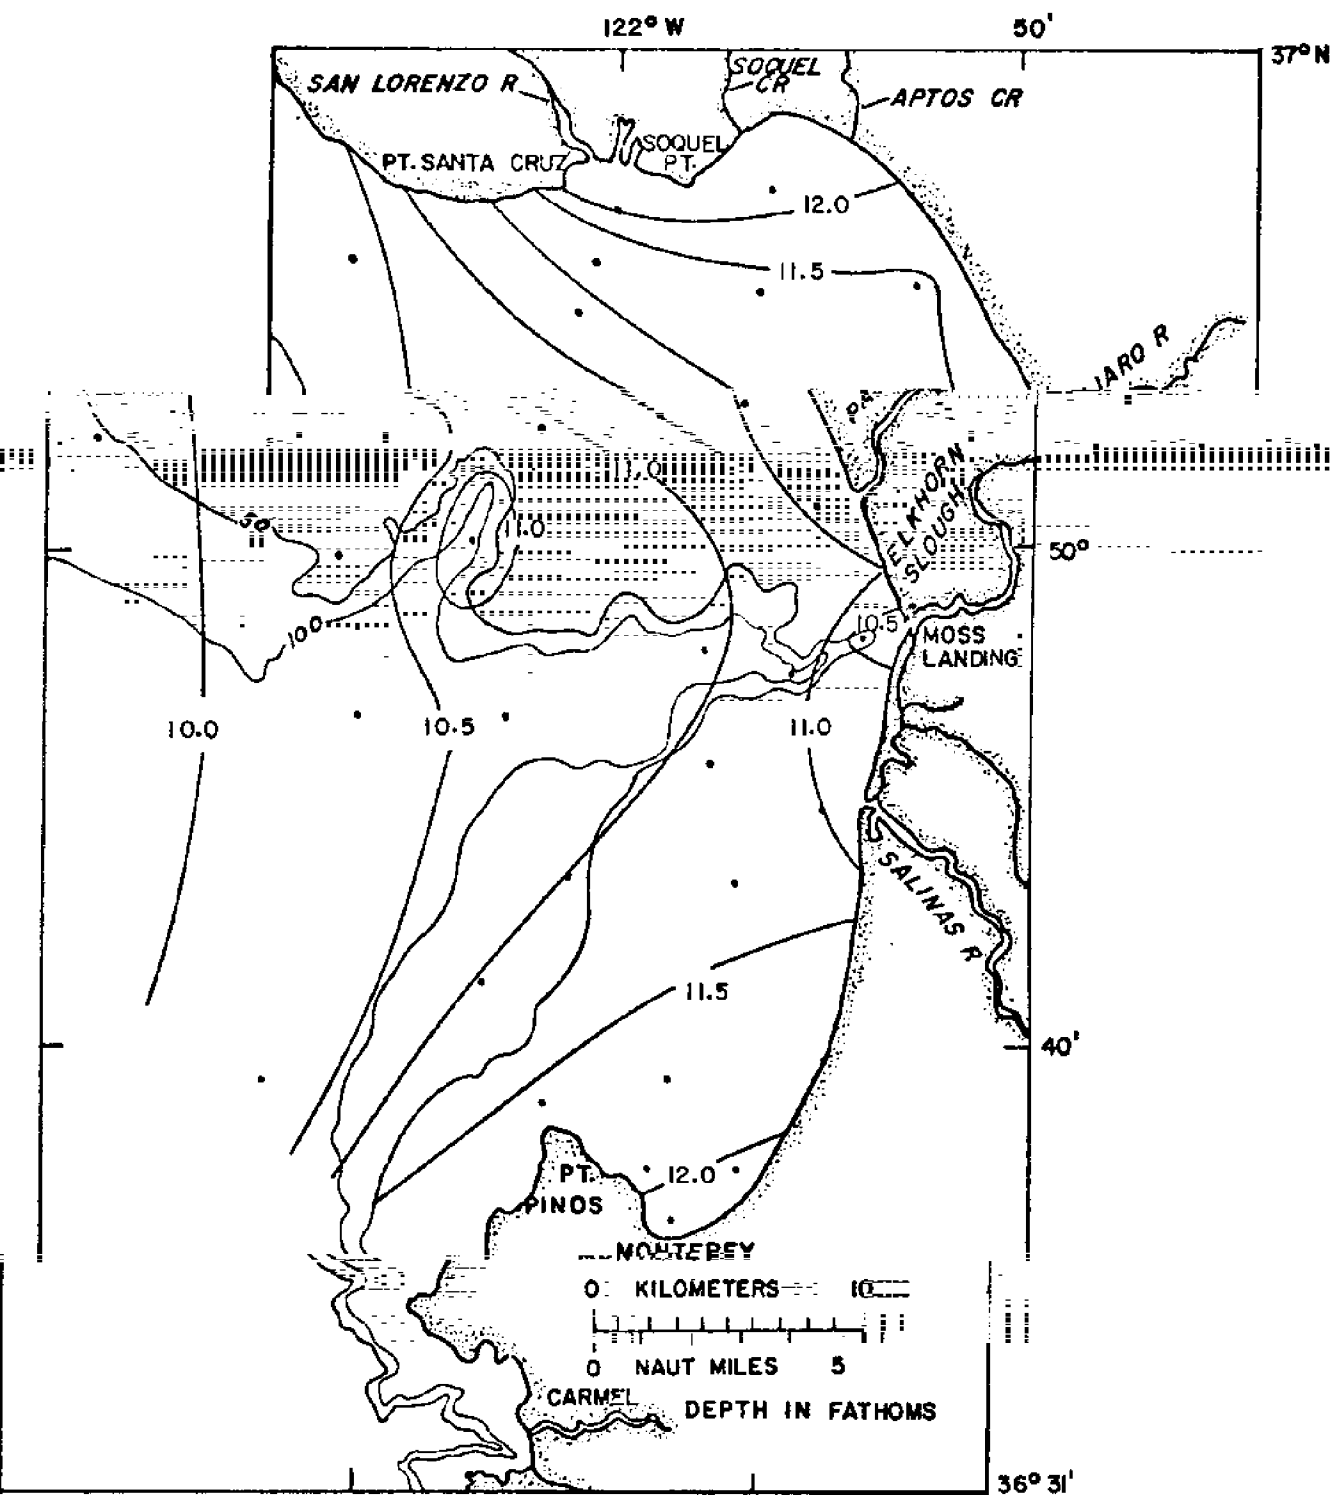 122° W
50'
37° N
SAN LORENZO R
SOQUEL
CR
APTOS CR
PT. SANTA CRUZ
SOQUEL
PT.
12.0
11.5
11.0
ELKHORN
SLOUGH
50
11.0
50°
100
10.5
MOSS
LANDING
10.0
10.5
11.0
SALINAS R
11.5
40'
PT.
PINOS
12.0
MONTEREY
0 KILOMETERS 10
0 NAUT MILES 5
CARMEL
DEPTH IN FATHOMS
36° 31'